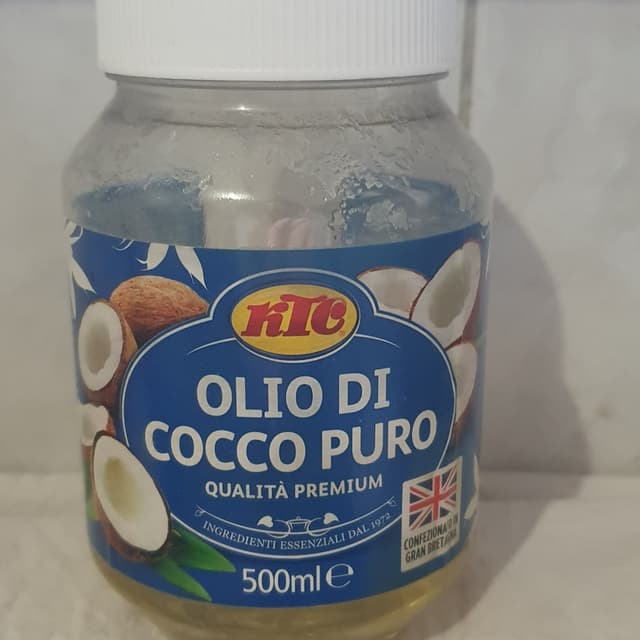 KTC
OLIO DI
COCCO PURO
QUALITÀ PREMIUM
INGREDIENTI ESSENZIALI DAL 1972
CONFEZIONATO IN
GRAN BRETAGNA
500ml e